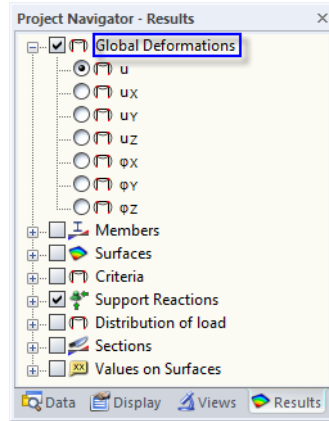 Project Navigator - Results
Global Deformations
u
uX
uY
uZ
φX
φY
φZ
Members
Surfaces
Criteria
Support Reactions
Distribution of load
Sections
xx Values on Surfaces
Data Display Views Results